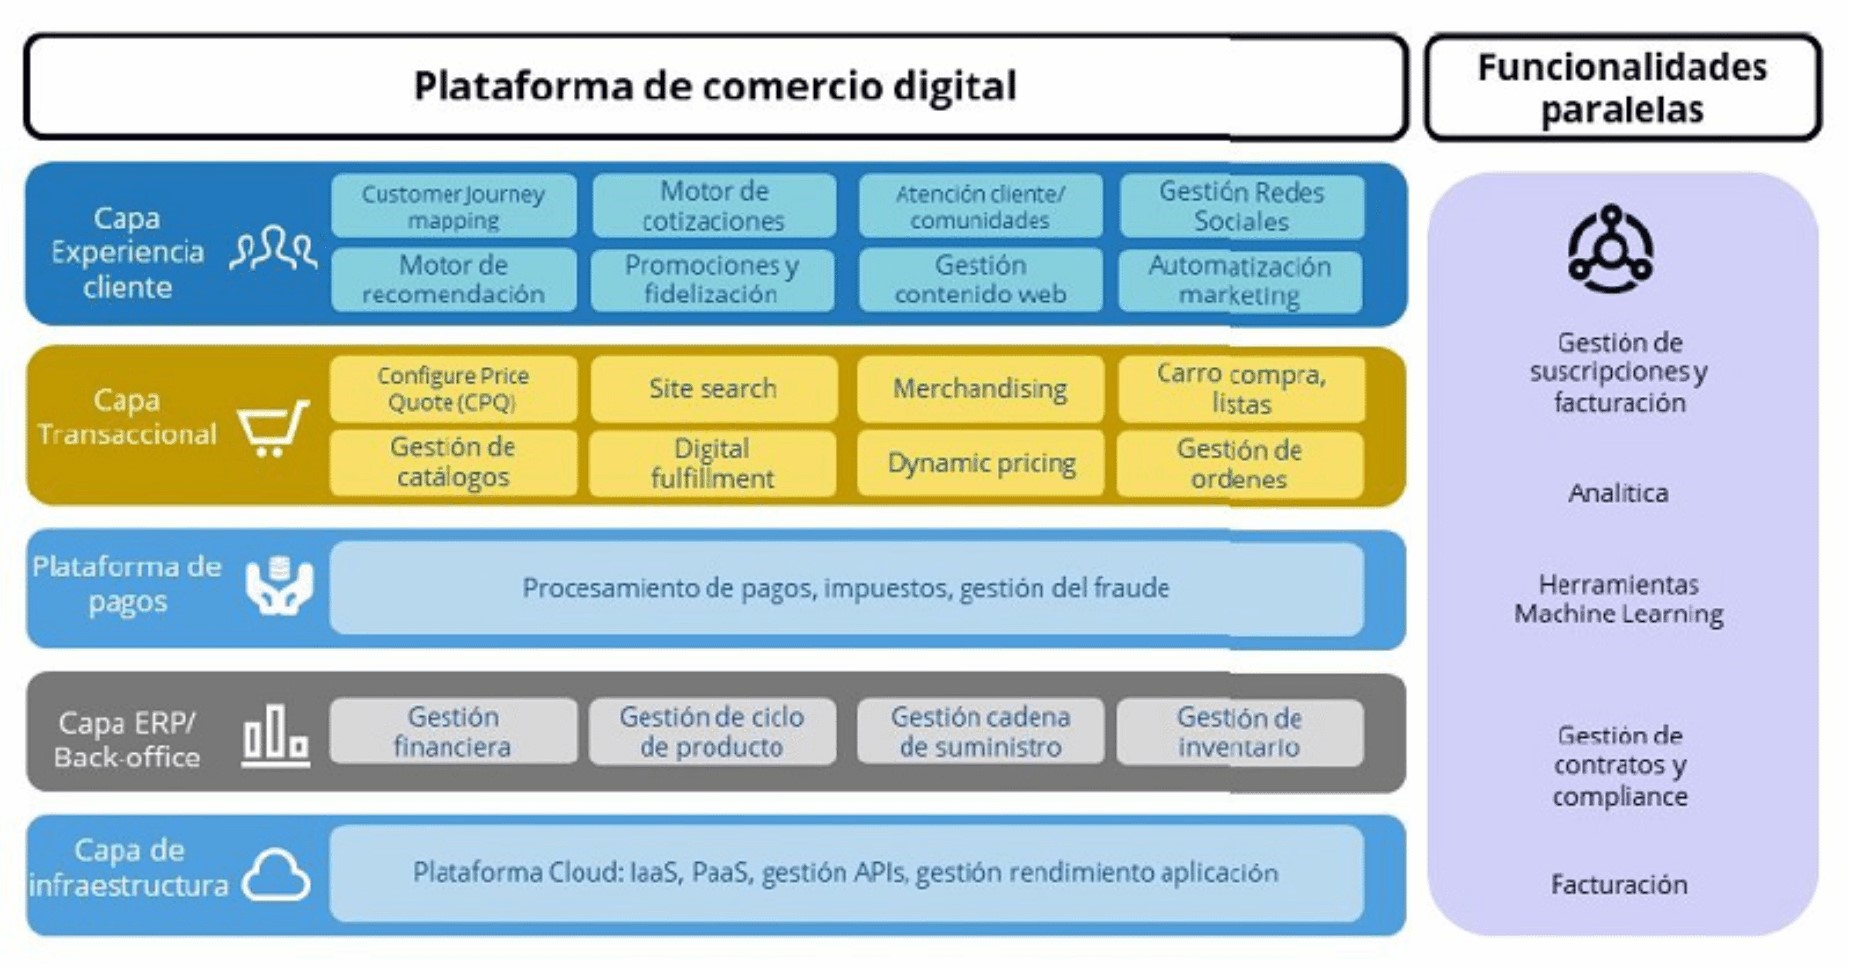 Plataforma de comercio digital
Funcionalidades
paralelas
Capa
Experiencia
cliente
Customer Journey
mapping
Motor de
cotizaciones
Atención cliente/
comunidades
Gestión Redes
Sociales
Motor de
recomendación
Promociones y
fidelización
Gestión
contenido web
Automatización
marketing
Capa
Transaccional
Configure Price
Quote (CPQ)
Site search
Merchandising
Carro compra,
listas
Gestión de
catálogos
Digital
fulfillment
Dynamic pricing
Gestión de
ordenes
Plataforma de
pagos
Procesamiento de pagos, impuestos, gestión del fraude
Capa ERP/
Back-office
Gestión
financiera
Gestión de ciclo
de producto
Gestión cadena
de suministro
Gestión de
inventario
Capa de
infraestructura
Plataforma Cloud: IaaS, PaaS, gestión APIs, gestión rendimiento aplicación
Gestión de
suscripciones y
facturación
Analítica
Herramientas
Machine Learning
Gestión de
contratos y
compliance
Facturación